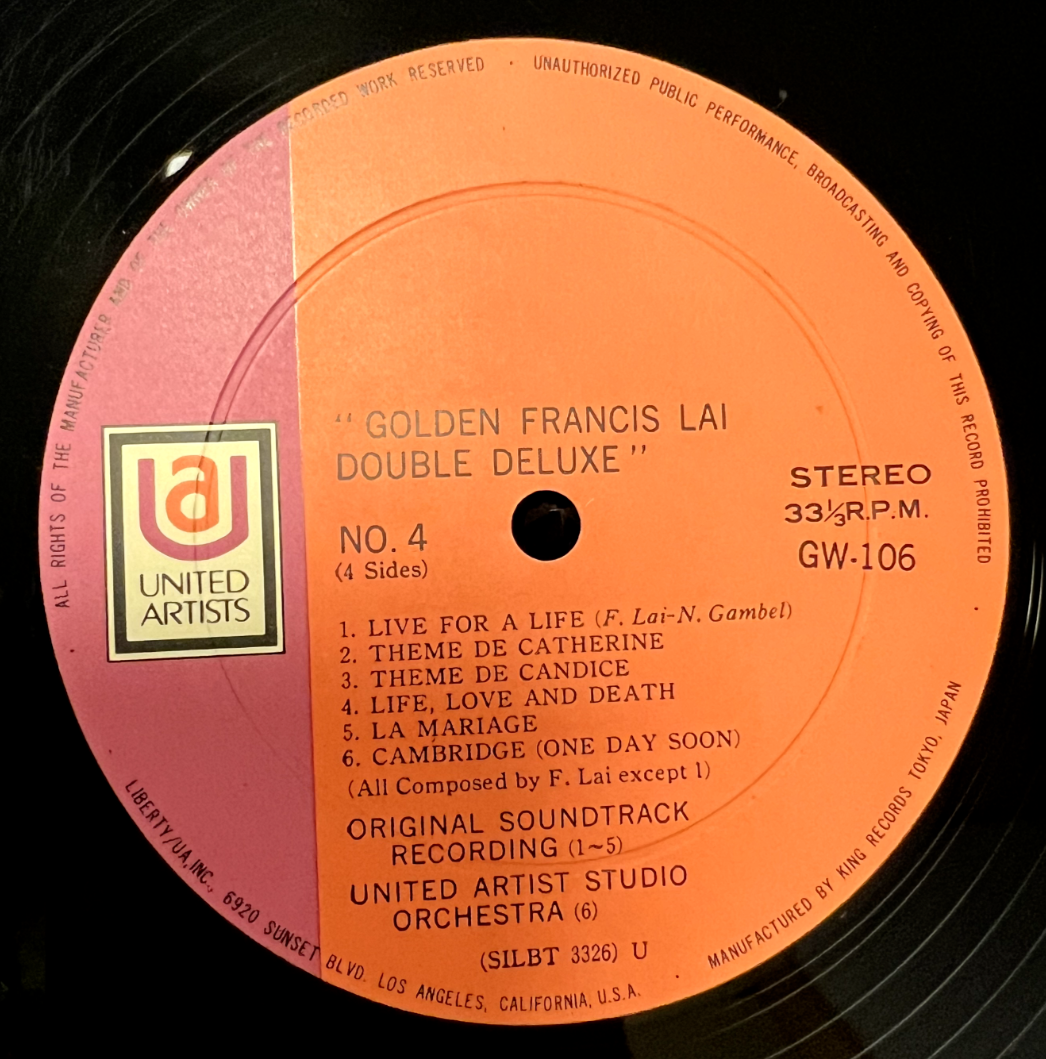 ALL RIGHTS OF THE MANUFACTURER AND OF THE OWNER OF THE RECORDED WORK RESERVED · UNAUTHORIZED PUBLIC PERFORMANCE, BROADCASTING AND COPYING OF THIS RECORD PROHIBITED
"GOLDEN FRANCIS LAI
DOUBLE DELUXE"
STEREO
33⅓R.P.M.
GW-106
NO. 4
(4 Sides)
ua
UNITED
ARTISTS
1. LIVE FOR A LIFE (F. Lai-N. Gambel)
2. THEME DE CATHERINE
3. THEME DE CANDICE
4. LIFE, LOVE AND DEATH
5. LA MARIAGE
6. CAMBRIDGE (ONE DAY SOON)
(All Composed by F. Lai except 1)
ORIGINAL SOUNDTRACK
RECORDING (1~5)
UNITED ARTIST STUDIO
ORCHESTRA (6)
(SILBT 3326) U
LIBERTY/UA, INC., 6920 SUNSET BLVD. LOS ANGELES, CALIFORNIA, U.S.A.
MANUFACTURED BY KING RECORDS TOKYO, JAPAN